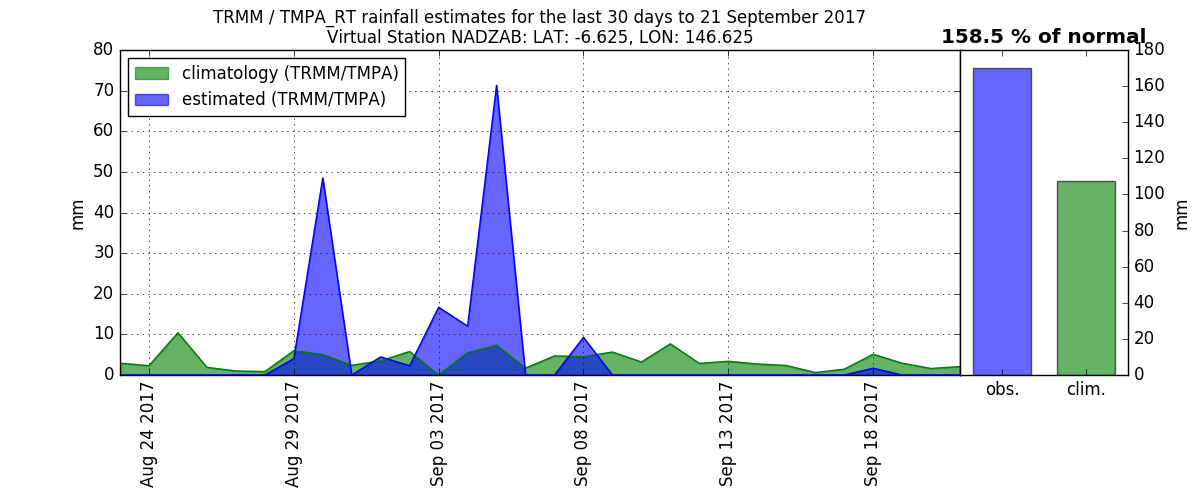 TRMM / TMPA_RT rainfall estimates for the last 30 days to 21 September 2017
Virtual Station NADZAB: LAT: -6.625, LON: 146.625
158.5 % of normal
climatology (TRMM/TMPA)
estimated (TRMM/TMPA)
80
70
60
50
40
30
20
10
0
mm
Aug 24 2017
Aug 29 2017
Sep 03 2017
Sep 08 2017
Sep 13 2017
Sep 18 2017
obs.
clim.
180
160
140
120
100
80
60
40
20
0
mm